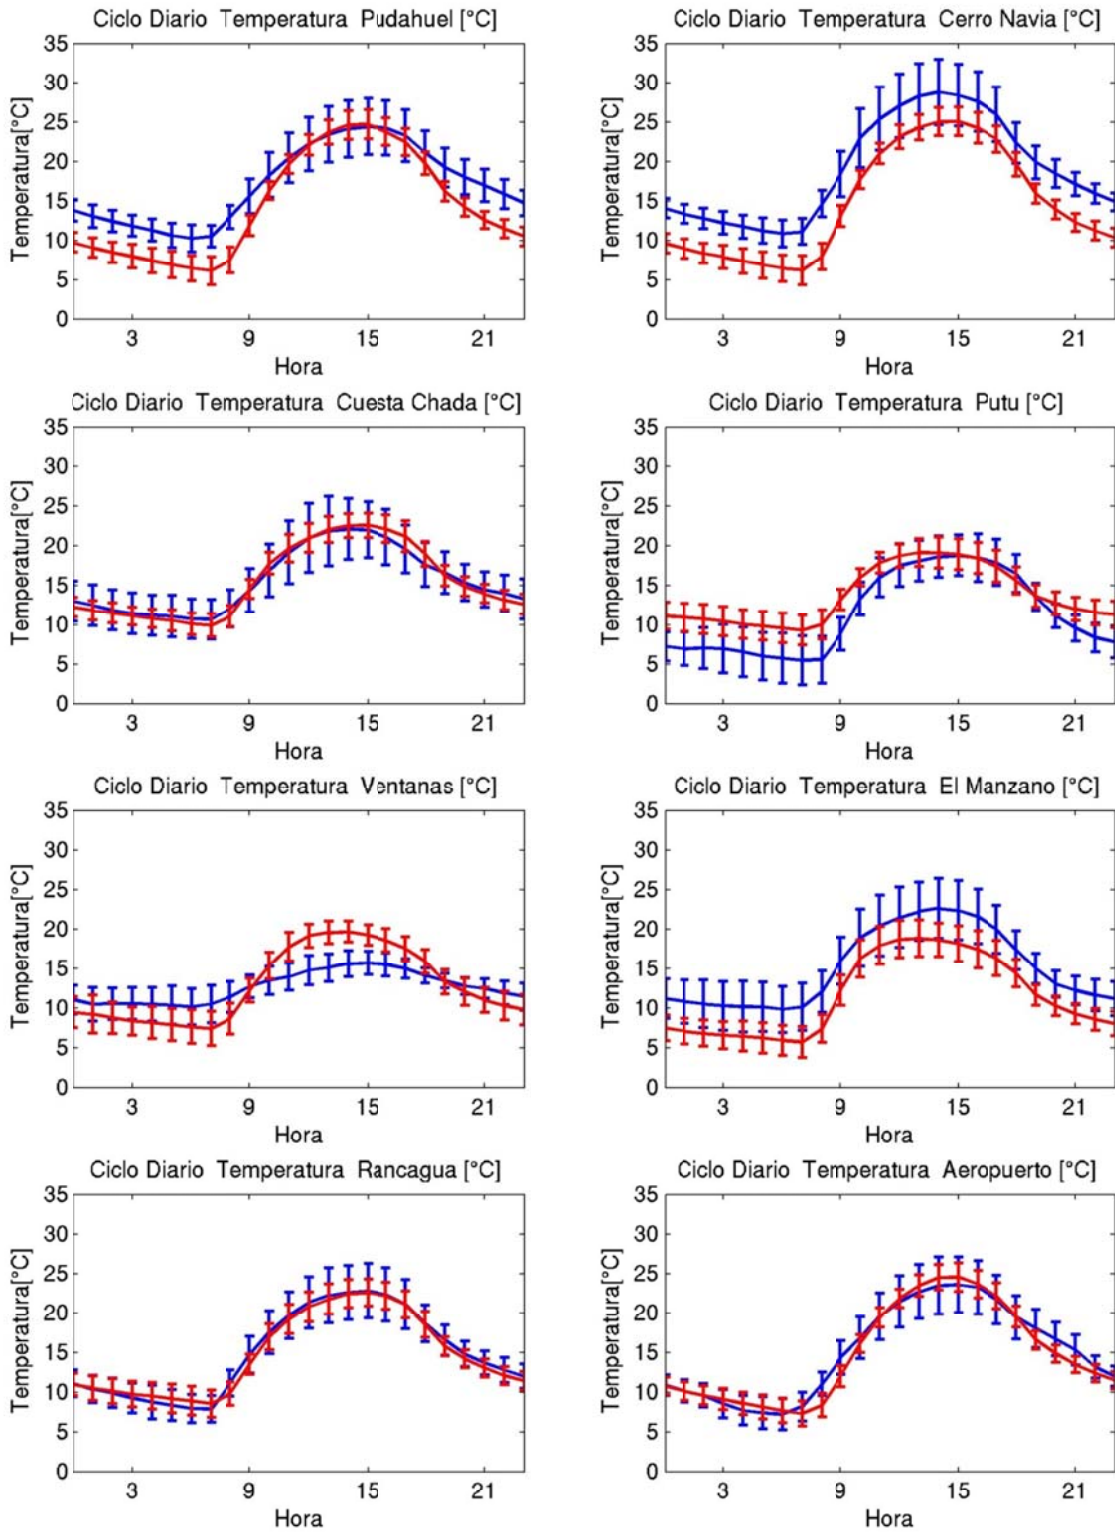 Ciclo Diario Temperatura Pudahuel [°C]
35
30
25
20
15
10
5
0
Temperatura[°C]
3 9 15 21
Hora
Ciclo Diario Temperatura Cerro Navia [°C]
35
30
25
20
15
10
5
0
Temperatura[°C]
3 9 15 21
Hora
Ciclo Diario Temperatura Cuesta Chada [°C]
35
30
25
20
15
10
5
0
Temperatura[°C]
3 9 15 21
Hora
Ciclo Diario Temperatura Putu [°C]
35
30
25
20
15
10
5
0
Temperatura[°C]
3 9 15 21
Hora
Ciclo Diario Temperatura Ventanas [°C]
35
30
25
20
15
10
5
0
Temperatura[°C]
3 9 15 21
Hora
Ciclo Diario Temperatura El Manzano [°C]
35
30
25
20
15
10
5
0
Temperatura[°C]
3 9 15 21
Hora
Ciclo Diario Temperatura Rancagua [°C]
35
30
25
20
15
10
5
0
Temperatura[°C]
3 9 15 21
Hora
Ciclo Diario Temperatura Aeropuerto [°C]
35
30
25
20
15
10
5
0
Temperatura[°C]
3 9 15 21
Hora